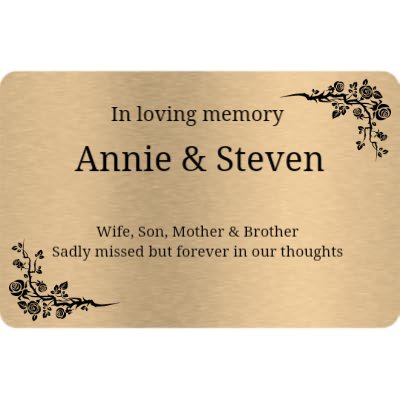 In loving memory
Annie & Steven
Wife, Son, Mother & Brother
Sadly missed but forever in our thoughts